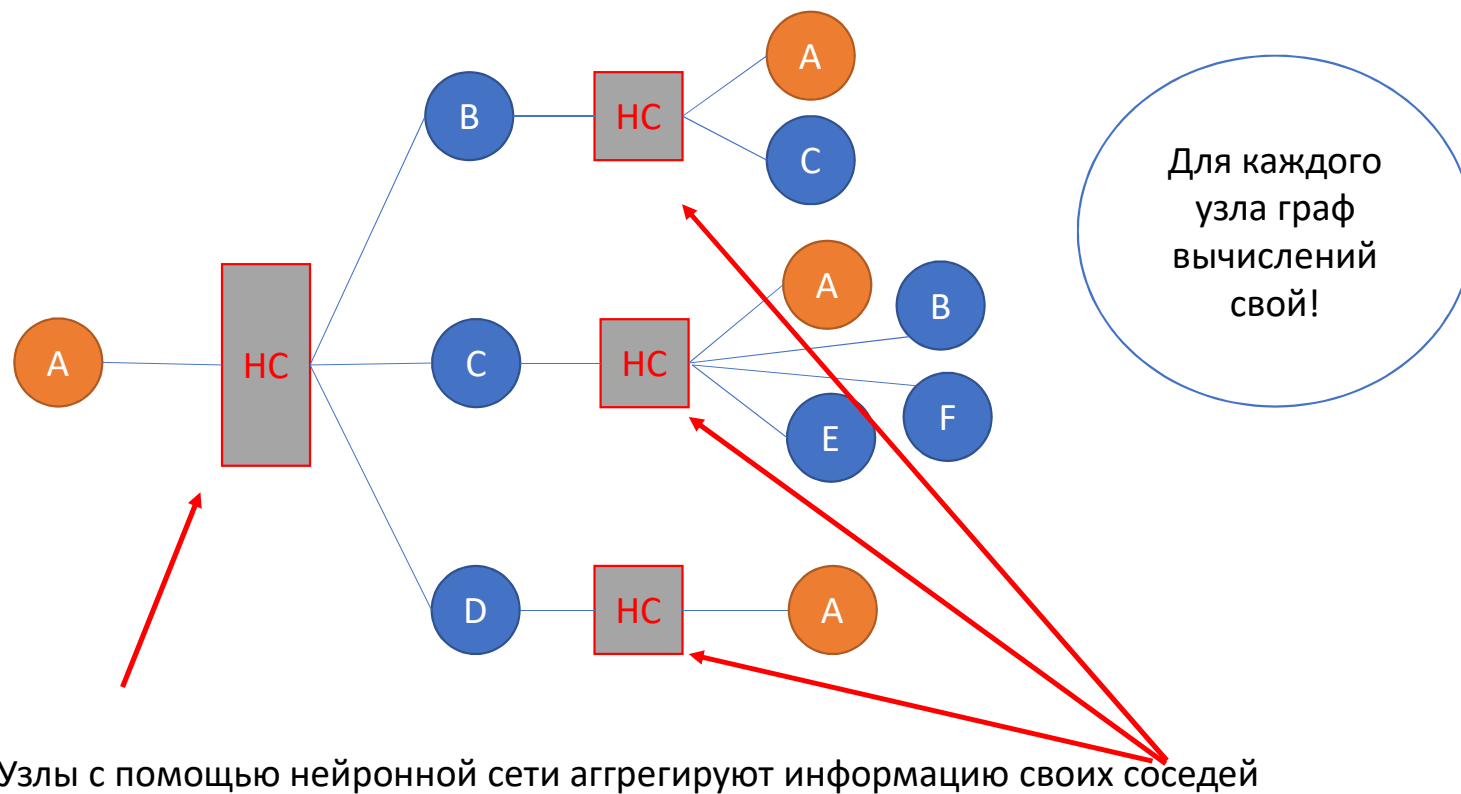 A
B
НС
C
НС
A
B
A
C
НС
E
F
D
НС
A
Для каждого
узла граф
вычислений
свой!
Узлы с помощью нейронной сети аггрегируют информацию своих соседей